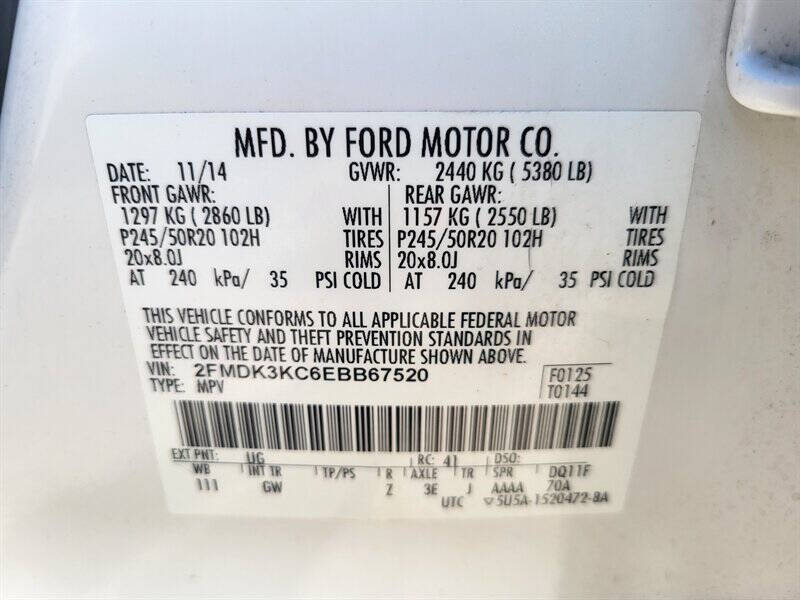 MFD. BY FORD MOTOR CO.
DATE: 11/14 GVWR: 2440 KG ( 5380 LB)
FRONT GAWR: REAR GAWR:
1297 KG ( 2860 LB) WITH 1157 KG ( 2550 LB) WITH
P245/50R20 102H TIRES P245/50R20 102H TIRES
20x8.0J RIMS 20x8.0J RIMS
AT 240 kPa/ 35 PSI COLD AT 240 kPa/ 35 PSI COLD
THIS VEHICLE CONFORMS TO ALL APPLICABLE FEDERAL MOTOR
VEHICLE SAFETY AND THEFT PREVENTION STANDARDS IN
EFFECT ON THE DATE OF MANUFACTURE SHOWN ABOVE.
VIN: 2FMDK3KC6EBB67520 F0125
TYPE: MPV T0144
EXT PNT: UG RC: 41 DSO:
WB INT TR TP/PS R AXLE TR SPR DQ11F
111 GW Z 3E J AAAA 70A
UTC ▽5U5A-1520472-BA